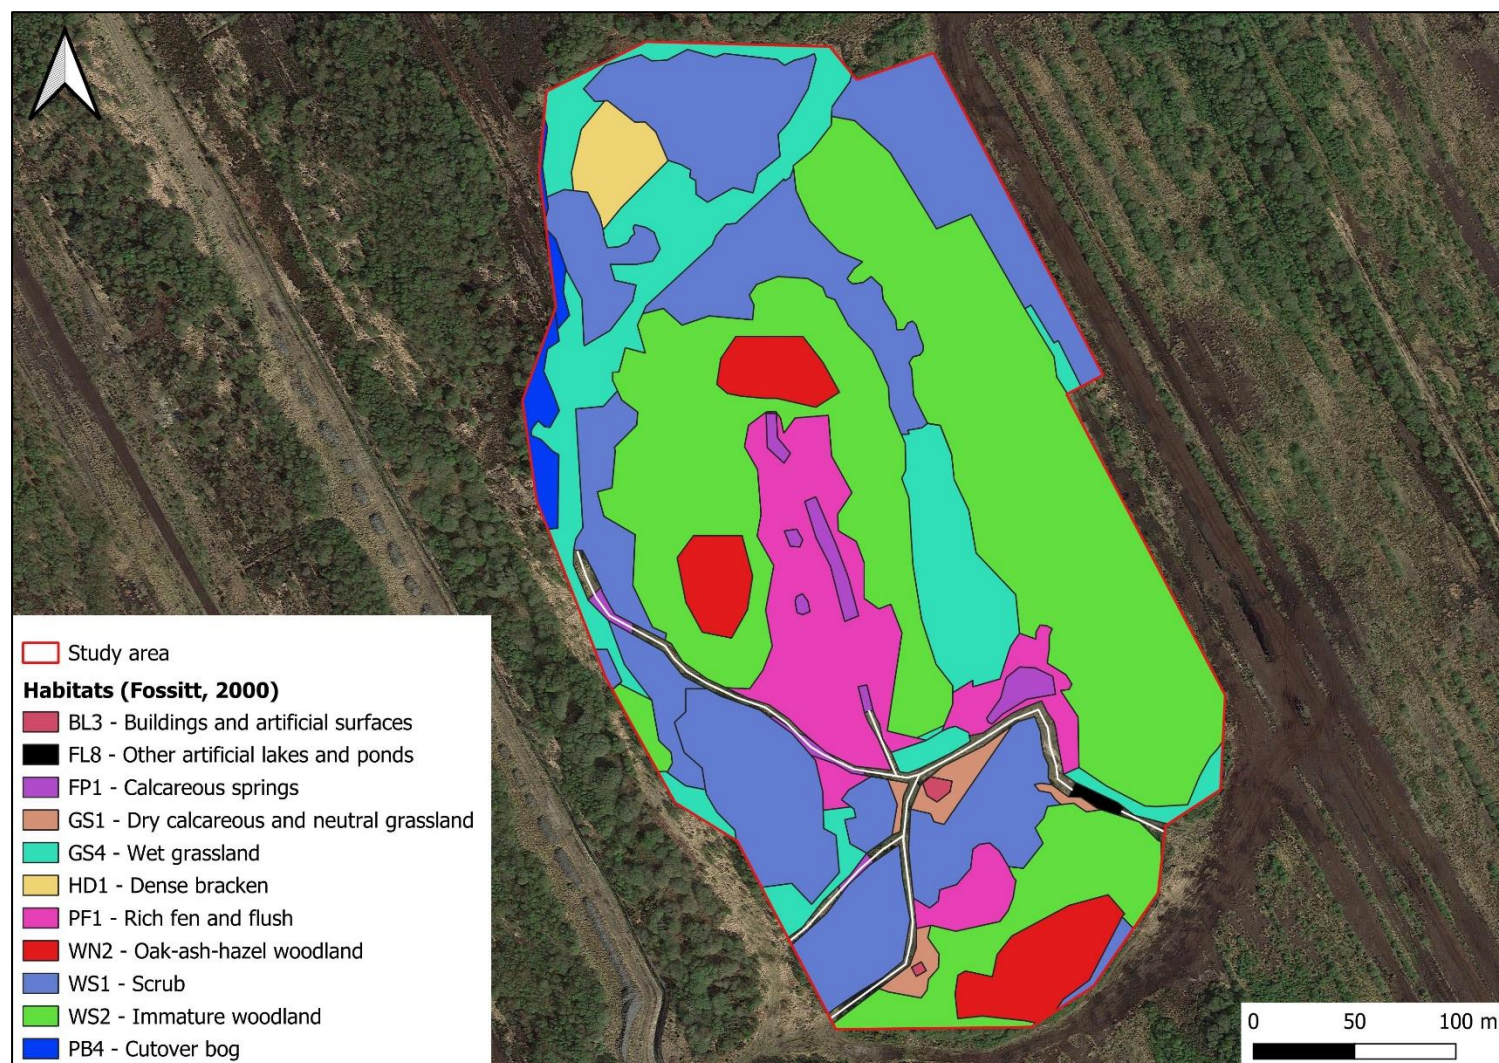 Study area
Habitats (Fossitt, 2000)
BL3 - Buildings and artificial surfaces
FL8 - Other artificial lakes and ponds
FP1 - Calcareous springs
GS1 - Dry calcareous and neutral grassland
GS4 - Wet grassland
HD1 - Dense bracken
PF1 - Rich fen and flush
WN2 - Oak-ash-hazel woodland
WS1 - Scrub
WS2 - Immature woodland
PB4 - Cutover bog
0 50 100 m